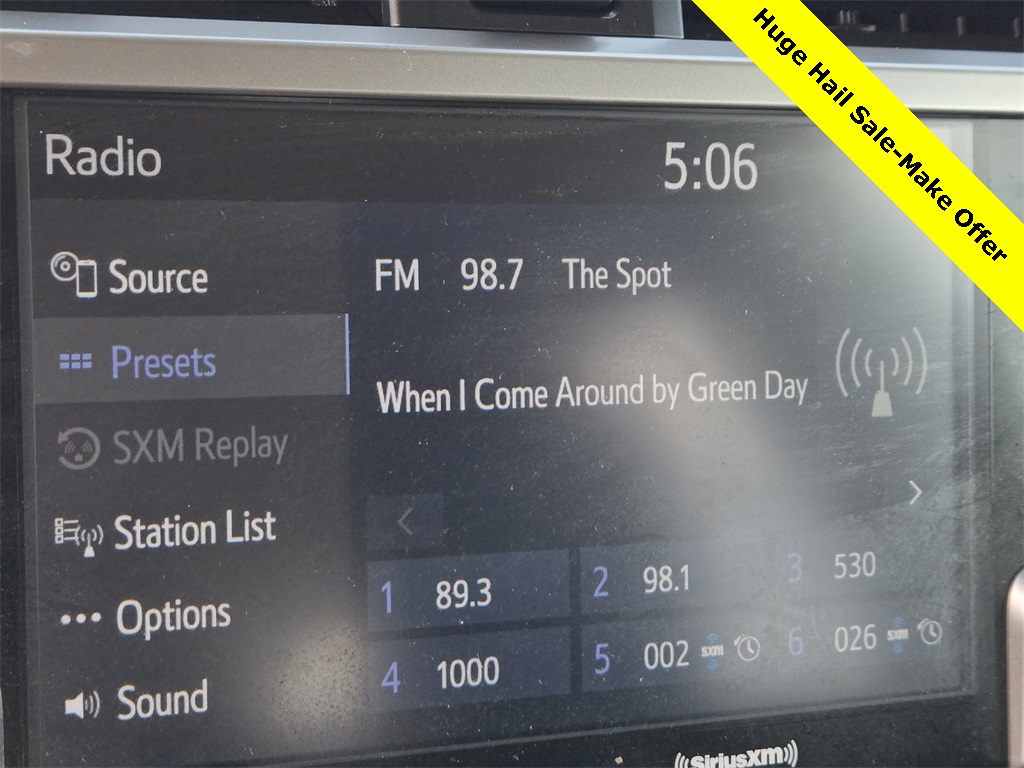 Huge Hail Sale-Make Offer
Radio
5:06
Source
Presets
SXM Replay
Station List
Options
Sound
FM 98.7 The Spot
When I Come Around by Green Day
1 89.3
2 98.1
3 530
4 1000
5 002 sxm
6 026 sxm
SiriusXM